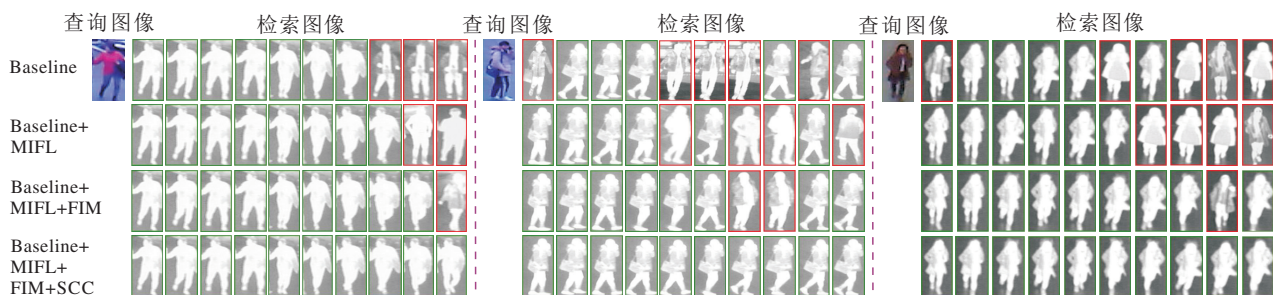 查询图像 检索图像 查询图像 检索图像 查询图像 检索图像
Baseline
Baseline+
MIFL
Baseline+
MIFL+FIM
Baseline+
MIFL+
FIM+SCC